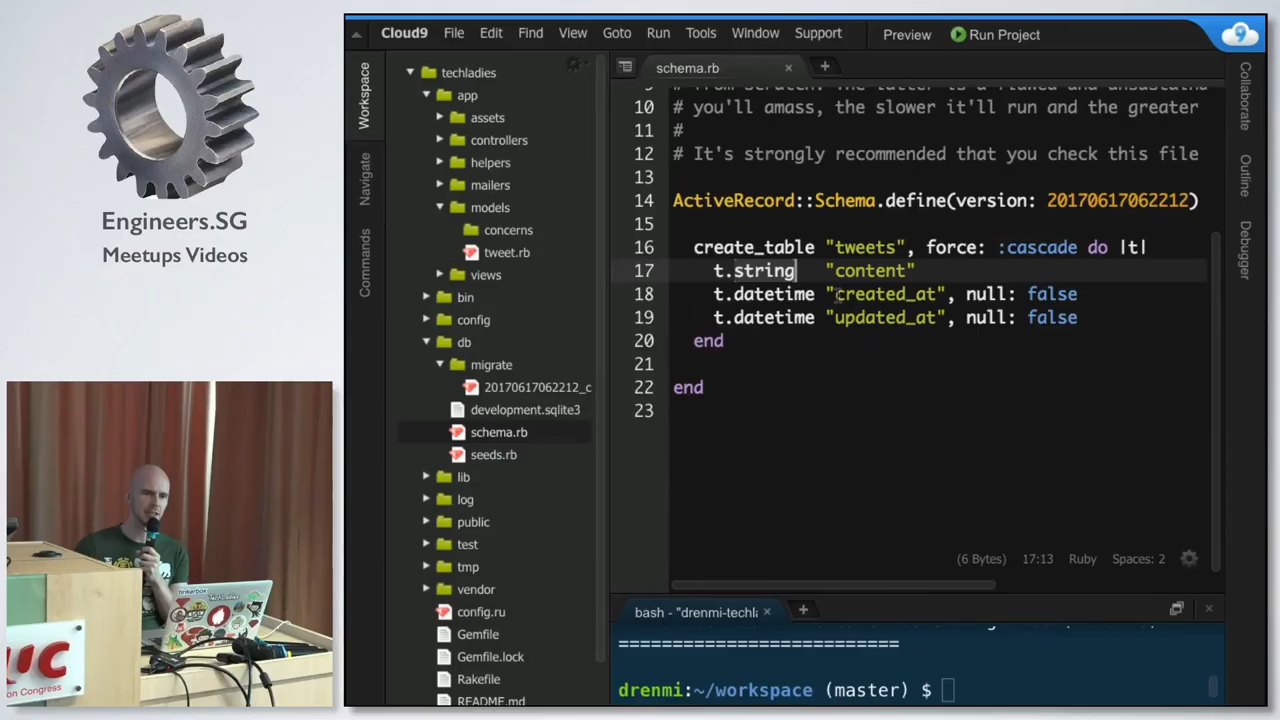 Engineers.SG
Meetups Videos
tinkerbox
TechLadies
on Congress
Cloud9 File Edit Find View Goto Run Tools Window Support Preview Run Project
Workspace
Navigate
Commands
techladies
app
assets
controllers
helpers
mailers
models
concerns
tweet.rb
views
bin
config
db
migrate
20170617062212_c
development.sqlite3
schema.rb
seeds.rb
lib
log
public
test
tmp
vendor
config.ru
Gemfile
Gemfile.lock
Rakefile
README.md
schema.rb
10 # you'll amass, the slower it'll run and the greater
11 #
12 # It's strongly recommended that you check this file
13
14 ActiveRecord::Schema.define(version: 20170617062212)
15
16 create_table "tweets", force: :cascade do |t|
17 t.string "content"
18 t.datetime "created_at", null: false
19 t.datetime "updated_at", null: false
20 end
21
22 end
23
(6 Bytes) 17:13 Ruby Spaces: 2
bash - "drenmi-techla
===========================
drenmi:~/workspace (master) $
Collaborate
Outline
Debugger